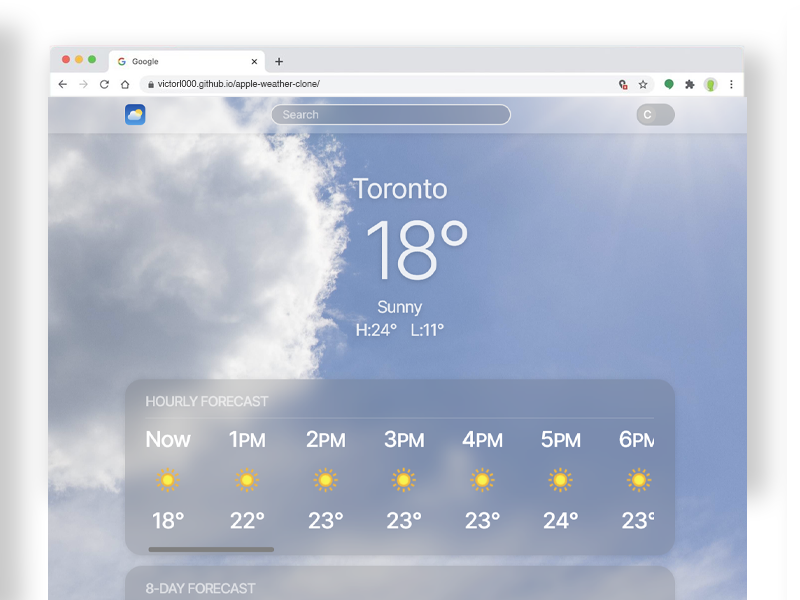 Google
victorl000.github.io/apple-weather-clone/
Search
C
Toronto
18°
Sunny
H:24° L:11°
HOURLY FORECAST
Now 1PM 2PM 3PM 4PM 5PM 6PM
18° 22° 23° 23° 23° 24° 23°
8-DAY FORECAST